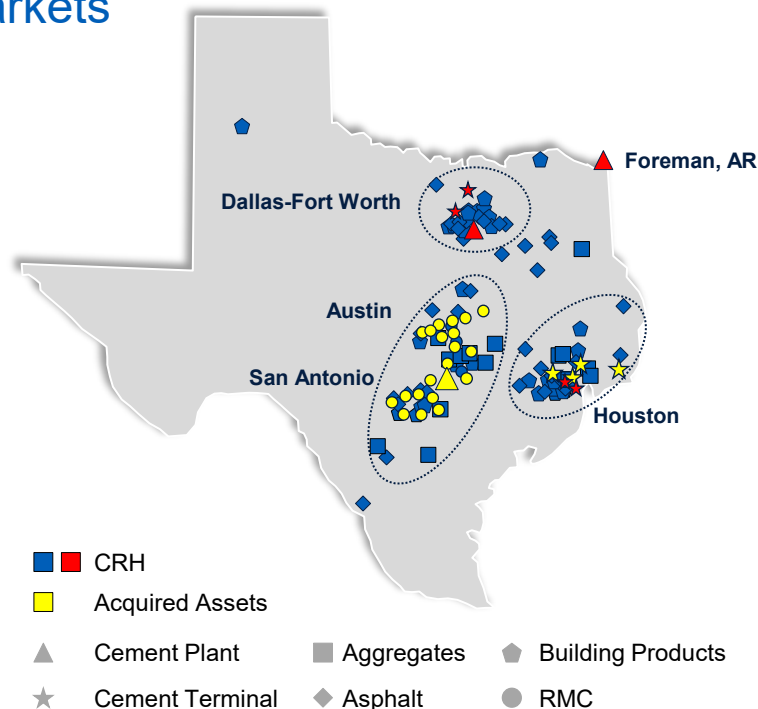 arkets
Foreman, AR
Dallas-Fort Worth
Austin
San Antonio
Houston
CRH
Acquired Assets
Cement Plant Aggregates Building Products
Cement Terminal Asphalt RMC